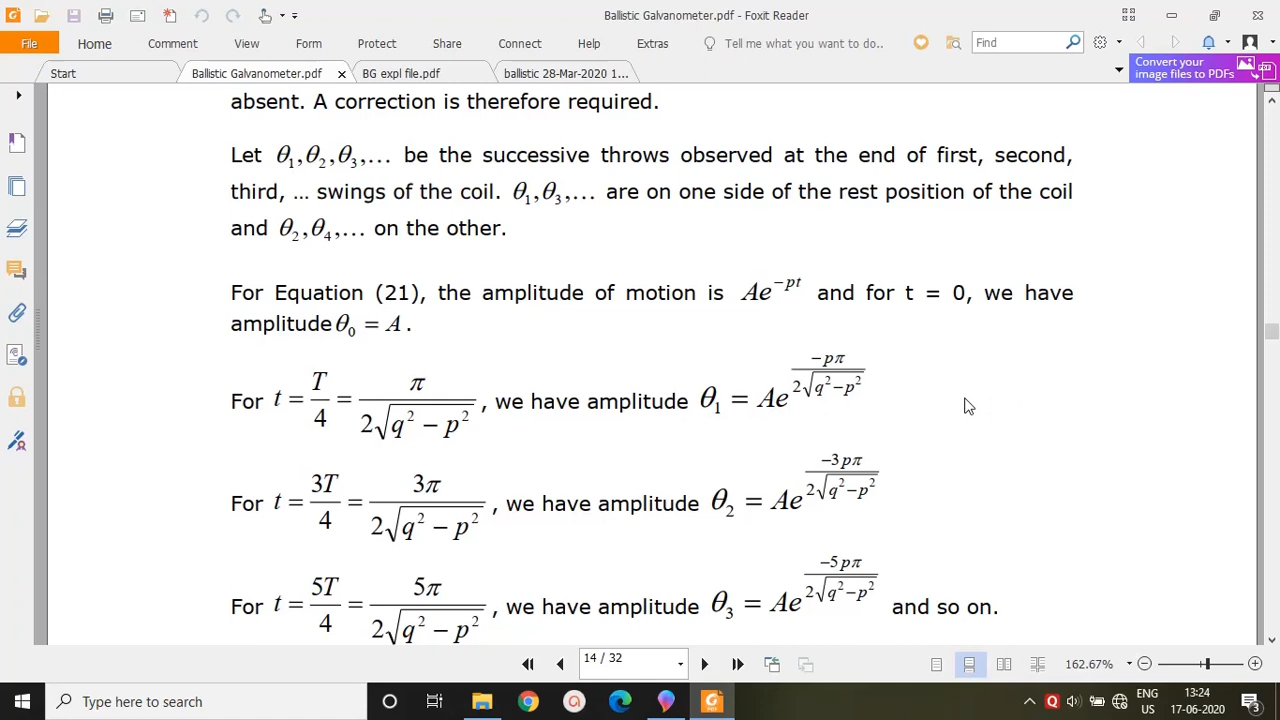 Ballistic Galvanometer.pdf - Foxit Reader
File Home Comment View Form Protect Share Connect Help Extras Tell me what you want to do.. Find
Start Ballistic Galvanometer.pdf BG expl file.pdf ballistic 28-Mar-2020 1...
Convert your
image files to PDFs
absent. A correction is therefore required.
Let θ₁,θ₂,θ₃,... be the successive throws observed at the end of first, second,
third, ... swings of the coil. θ₁,θ₃,... are on one side of the rest position of the coil
and θ₂,θ₄,... on the other.
For Equation (21), the amplitude of motion is Ae^(−pt) and for t = 0, we have
amplitude θ₀ = A.
For t = T/4 = π/(2√(q²−p²)), we have amplitude θ₁ = Ae^(−pπ/(2√(q²−p²)))
For t = 3T/4 = 3π/(2√(q²−p²)), we have amplitude θ₂ = Ae^(−3pπ/(2√(q²−p²)))
For t = 5T/4 = 5π/(2√(q²−p²)), we have amplitude θ₃ = Ae^(−5pπ/(2√(q²−p²))) and so on.
14 / 32 162.67%
Type here to search
ENG 13:24
IN 17-06-2020 3